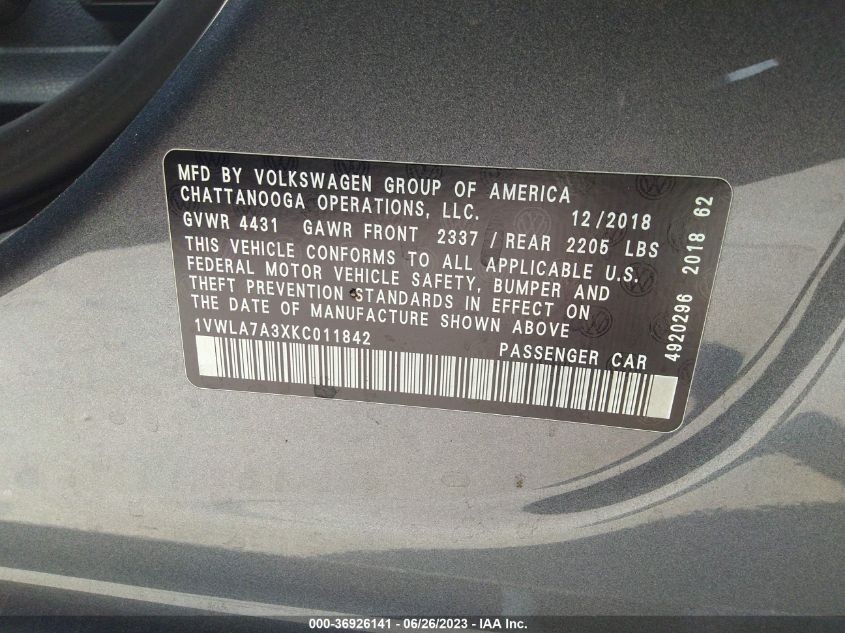 MFD BY VOLKSWAGEN GROUP OF AMERICA
CHATTANOOGA OPERATIONS, LLC. 12/2018
GVWR 4431 GAWR FRONT 2337 / REAR 2205 LBS
THIS VEHICLE CONFORMS TO ALL APPLICABLE U.S.
FEDERAL MOTOR VEHICLE SAFETY, BUMPER AND
THEFT PREVENTION STANDARDS IN EFFECT ON
THE DATE OF MANUFACTURE SHOWN ABOVE
1VWLA7A3XKC011842 PASSENGER CAR
4920296 2018 62
000-36926141 - 06/26/2023 - IAA Inc.